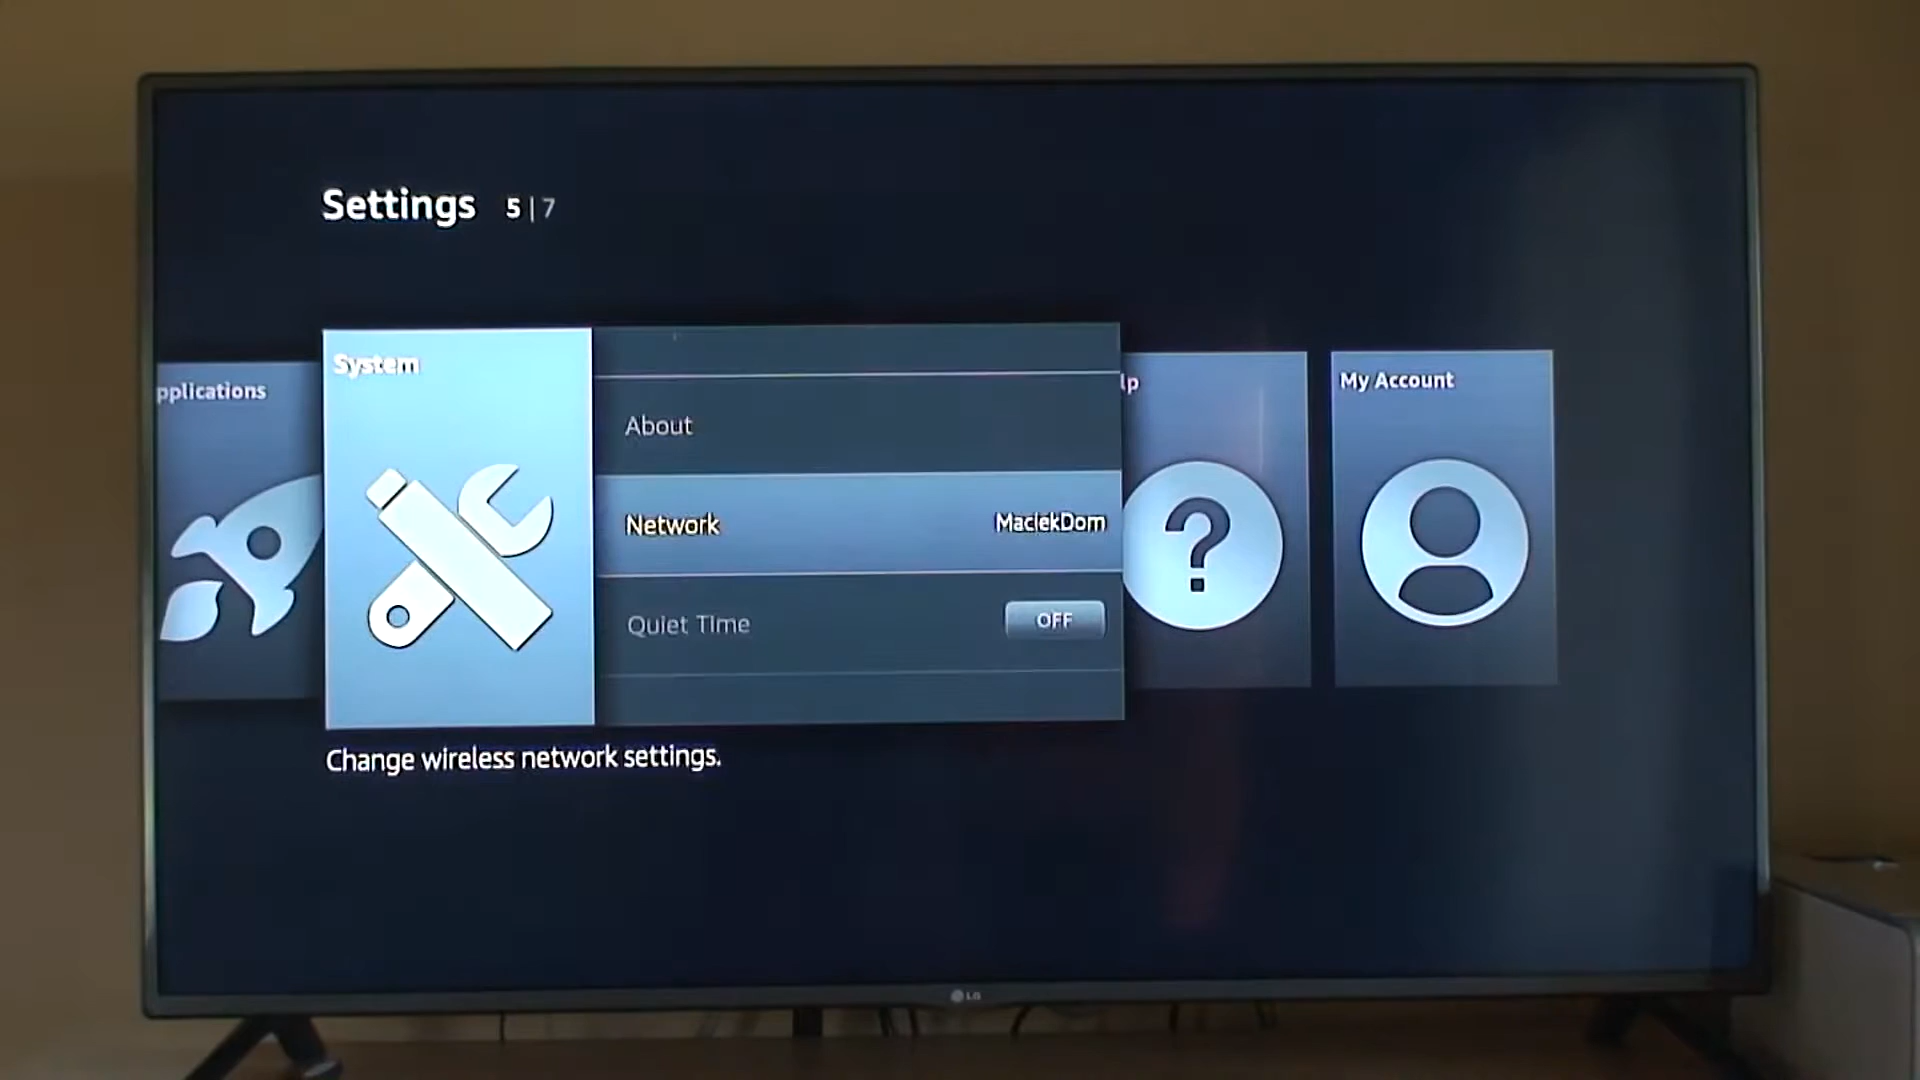 Settings 5 | 7
pplications
System
About
Network MaciekDom
Quiet Time OFF
lp
My Account
Change wireless network settings.
LG